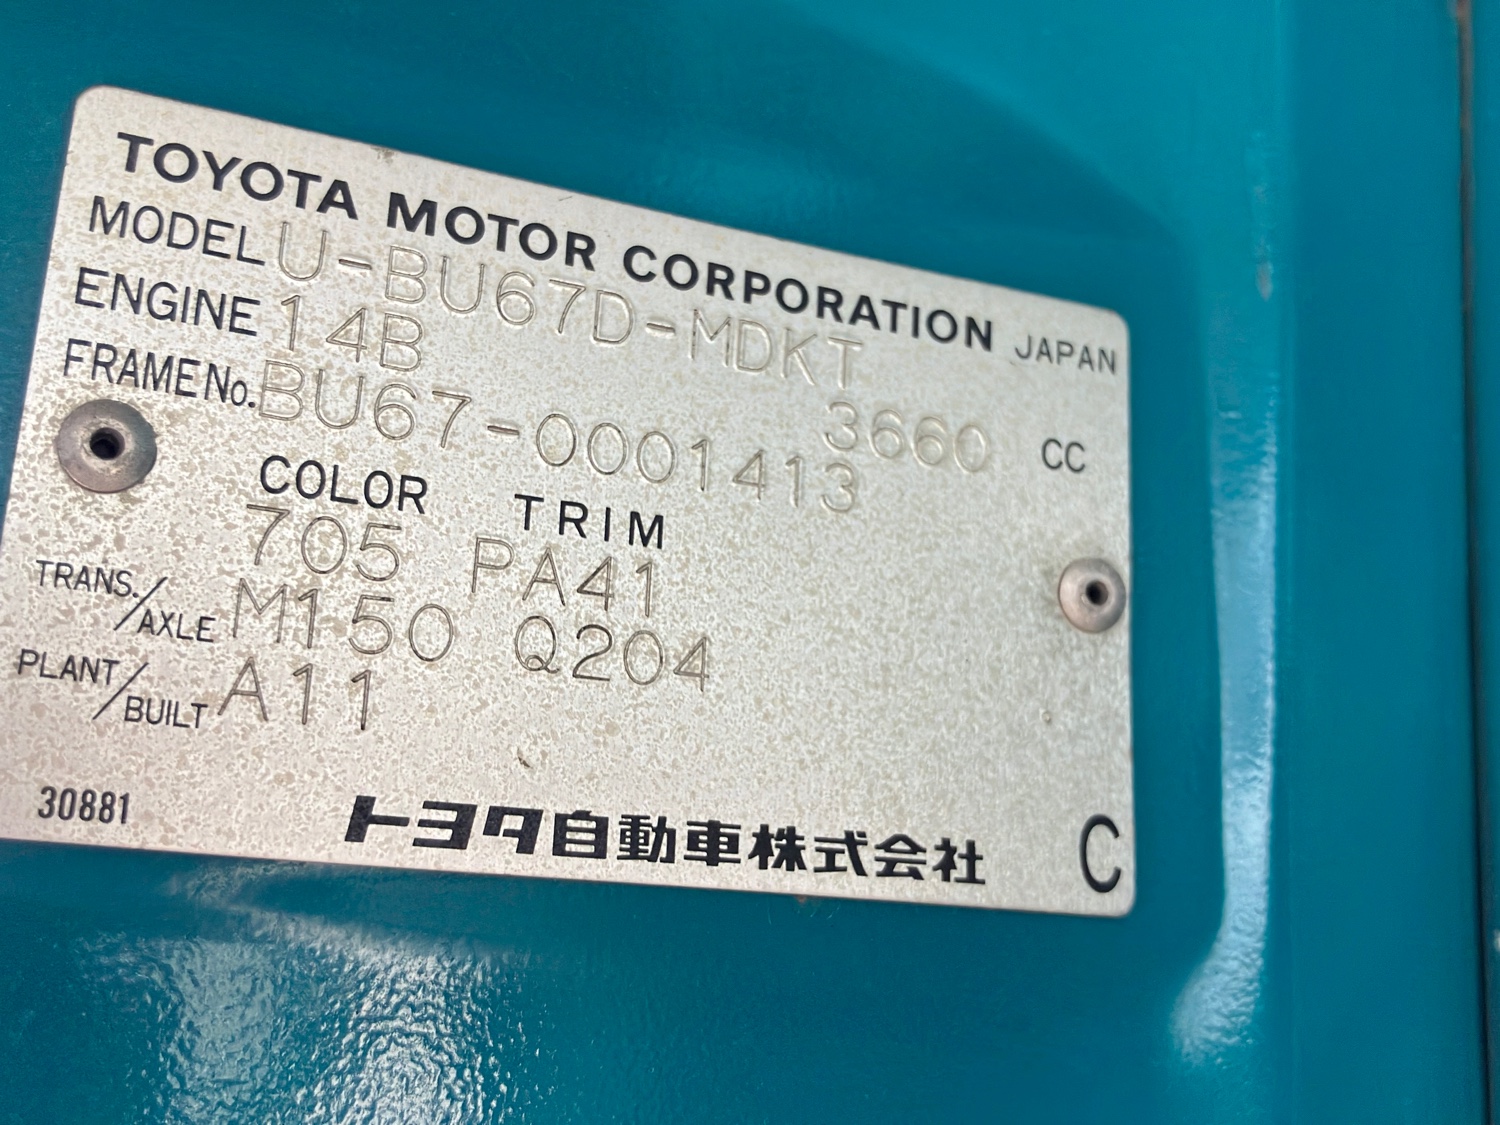 TOYOTA MOTOR CORPORATION JAPAN
MODEL U-BU67D-MDKT
ENGINE 14B 3660 CC
FRAME No. BU67-0001413
COLOR TRIM
705 PA41
TRANS./AXLE M150 Q204
PLANT/BUILT A11
30881 トヨタ自動車株式会社 C